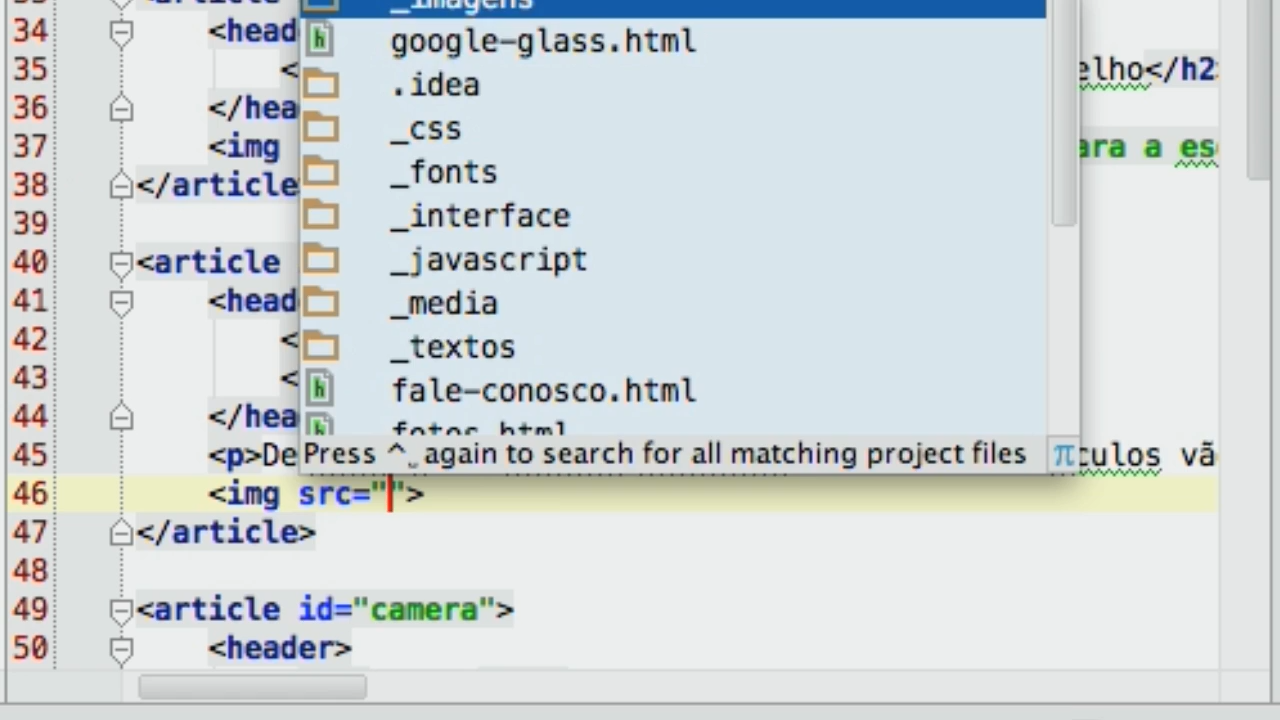 _imagens
34 <head google-glass.html
35 < elho</h2
.idea
36 </hea
_css
37 <img ara a es
38 </article _fonts
39 _interface
40 <article _javascript
41 <head _media
42 <
_textos
43 <
fale-conosco.html
44 </hea
fotos.html
45 <p>De Press ^ again to search for all matching project files π culos vã
46 <img src="">
47 </article>
48
49 <article id="camera">
50 <header>